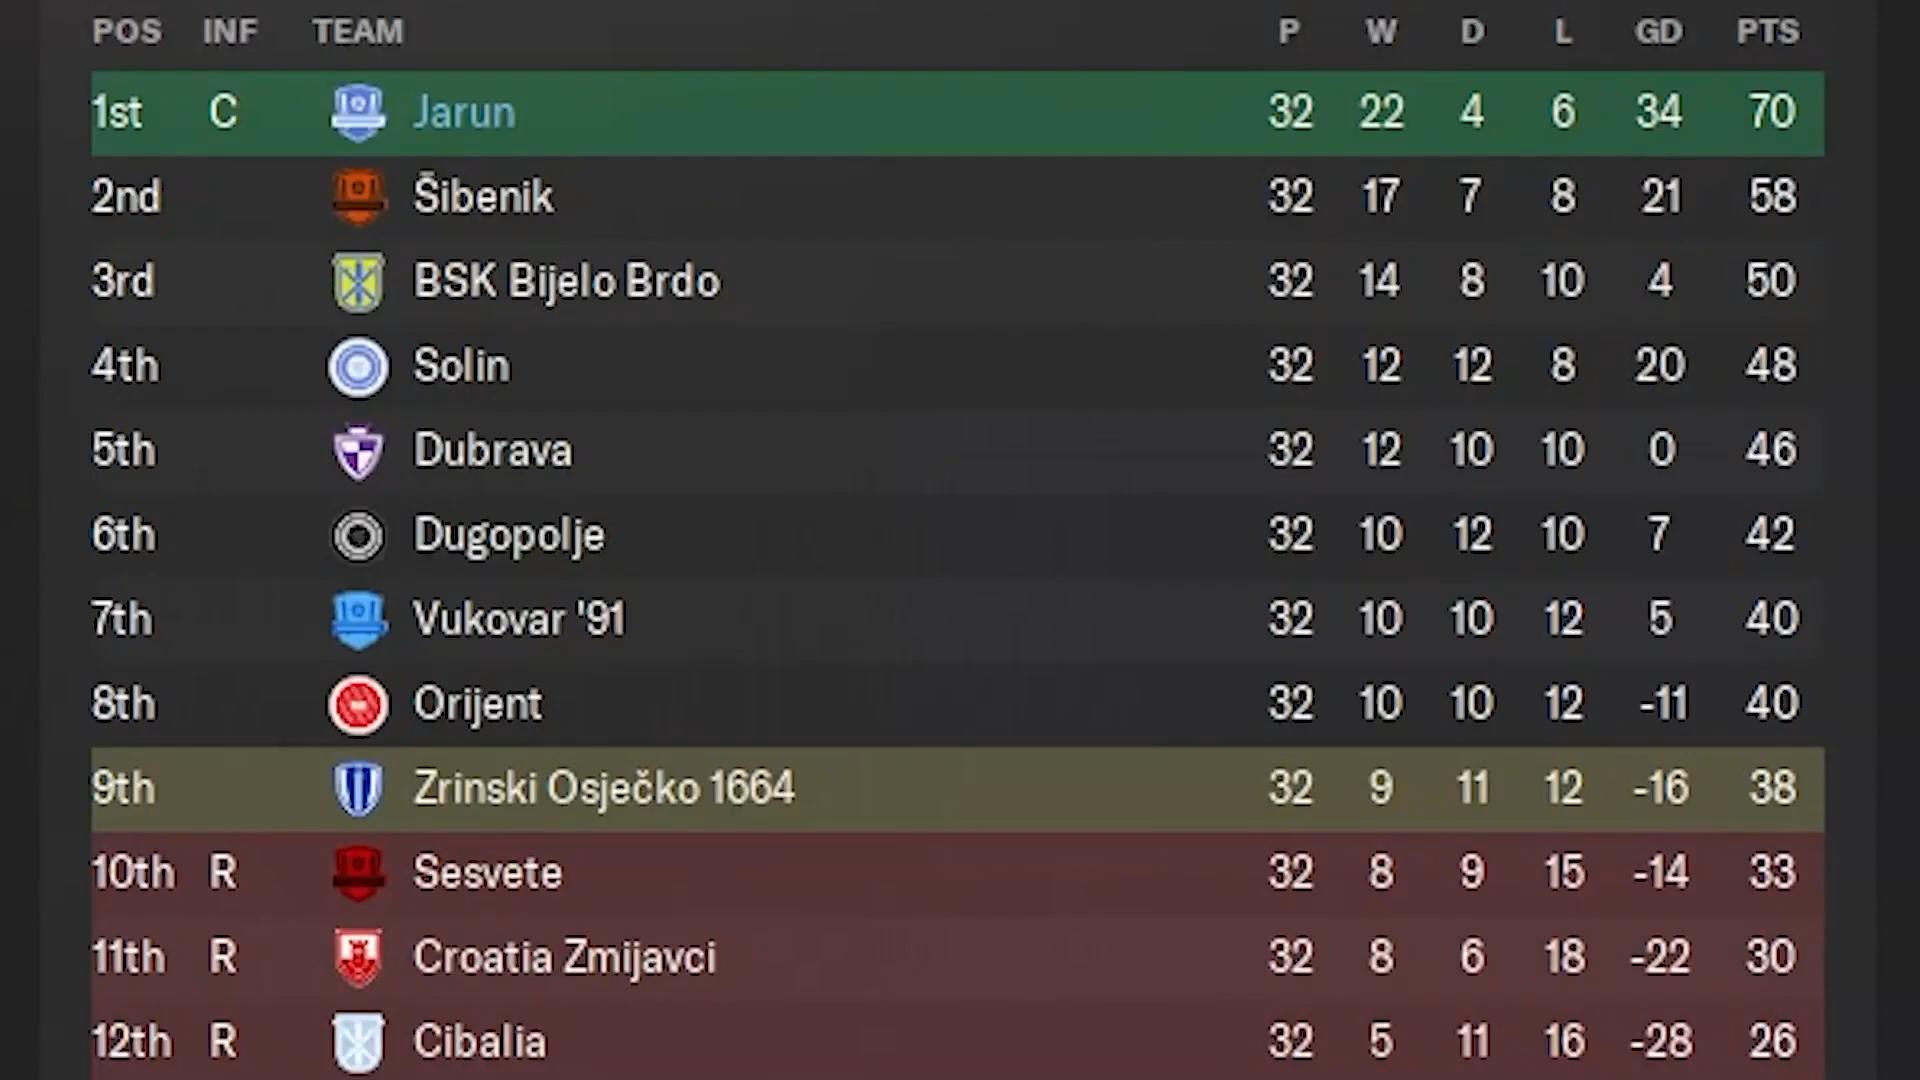 POS INF TEAM P W D L GD PTS
1st C Jarun 32 22 4 6 34 70
2nd Šibenik 32 17 7 8 21 58
3rd BSK Bijelo Brdo 32 14 8 10 4 50
4th Solin 32 12 12 8 20 48
5th Dubrava 32 12 10 10 0 46
6th Dugopolje 32 10 12 10 7 42
7th Vukovar '91 32 10 10 12 5 40
8th Orijent 32 10 10 12 -11 40
9th Zrinski Osječko 1664 32 9 11 12 -16 38
10th R Sesvete 32 8 9 15 -14 33
11th R Croatia Zmijavci 32 8 6 18 -22 30
12th R Cibalia 32 5 11 16 -28 26